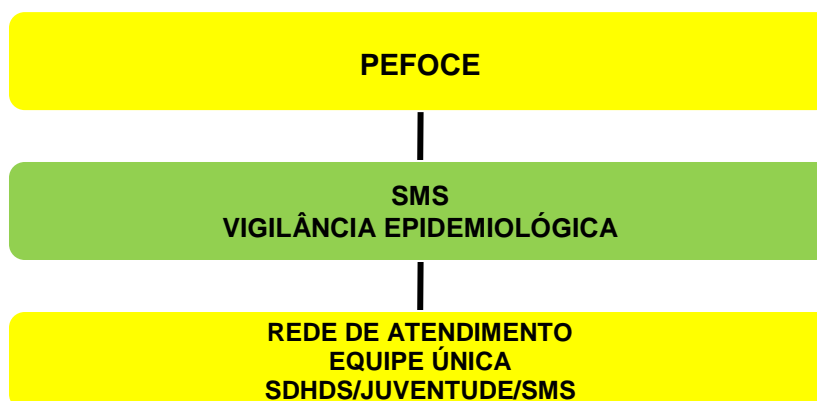 PEFOCE
SMS
VIGILÂNCIA EPIDEMIOLÓGICA
REDE DE ATENDIMENTO
EQUIPE ÚNICA
SDHDS/JUVENTUDE/SMS